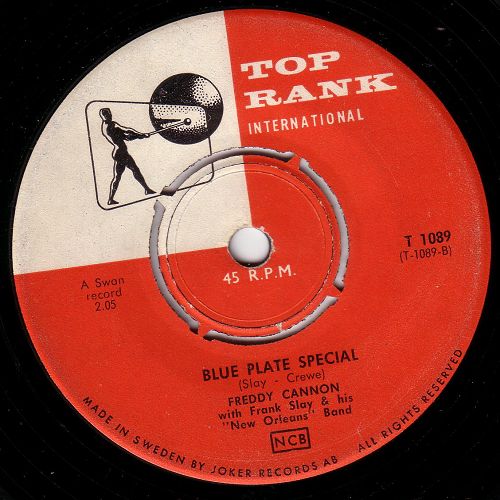 TOP
RANK
INTERNATIONAL
T 1089
(T-1089-B)
A Swan
record
2.05
45 R.P.M.
BLUE PLATE SPECIAL
(Slay - Crewe)
FREDDY CANNON
with Frank Slay & his
"New Orleans" Band
NCB
MADE IN SWEDEN BY JOKER RECORDS AB ALL RIGHTS RESERVED